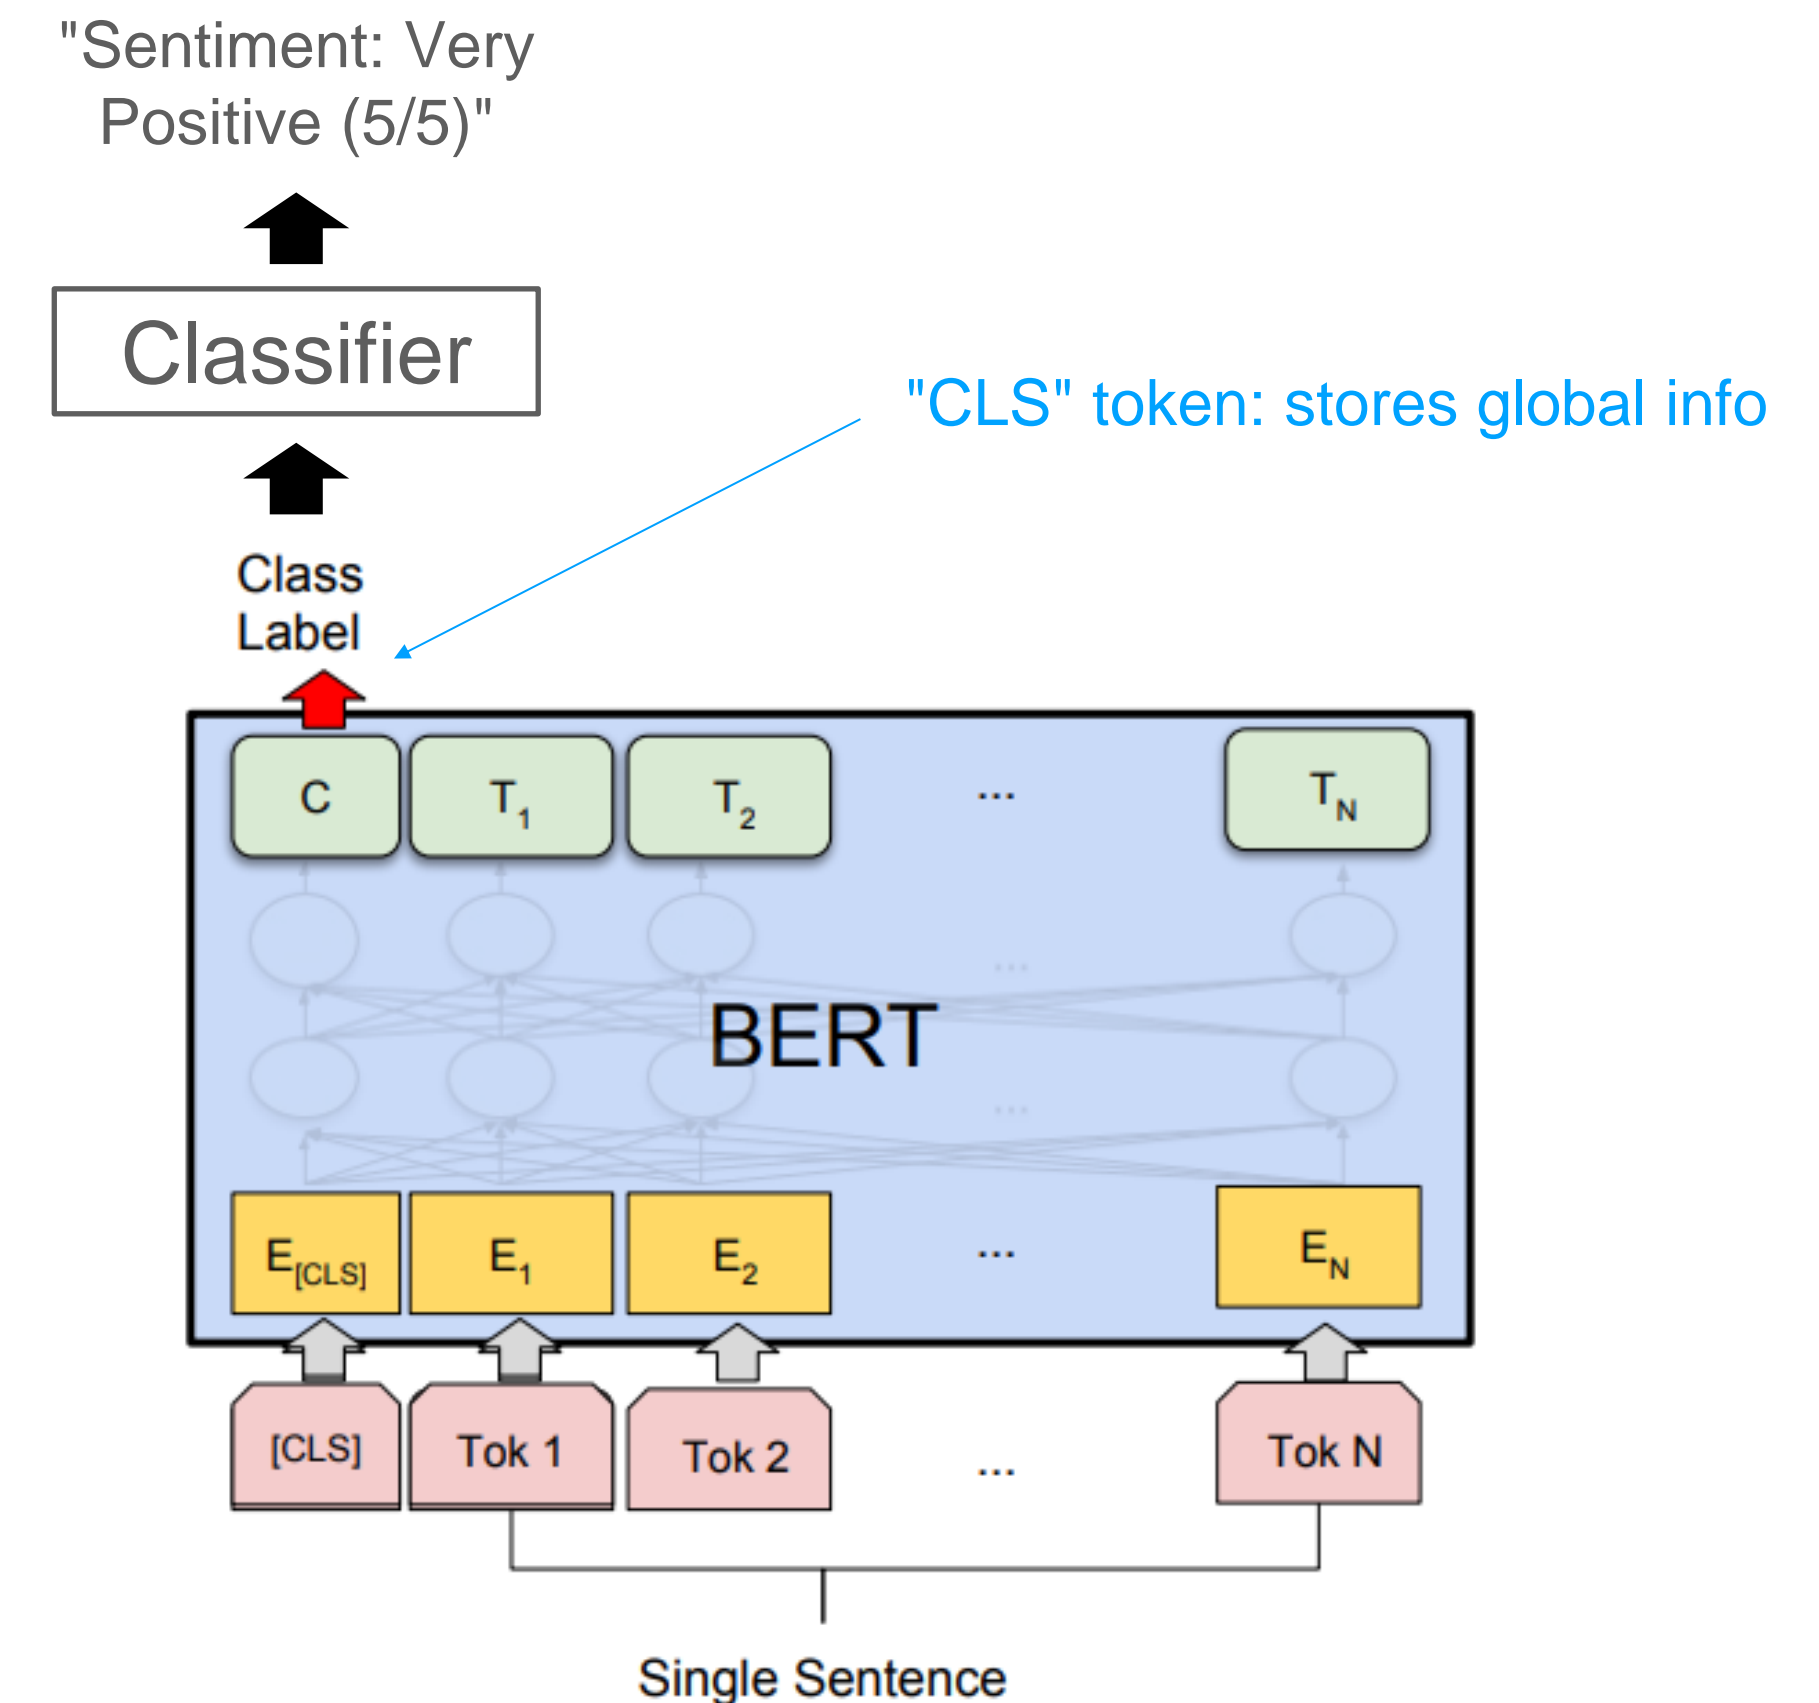 "Sentiment: Very
Positive (5/5)"
Classifier
"CLS" token: stores global info
Class
Label
C T1 T2 ... TN
...
BERT
...
E[CLS] E1 E2 ... EN
[CLS] Tok 1 Tok 2 ... Tok N
Single Sentence